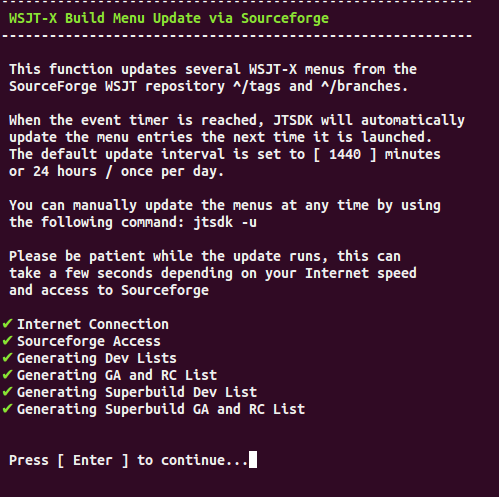 ------------------------------------------------------------
WSJT-X Build Menu Update via Sourceforge
------------------------------------------------------------
This function updates several WSJT-X menus from the
SourceForge WSJT repository ^/tags and ^/branches.
When the event timer is reached, JTSDK will automatically
update the menu entries the next time it is launched.
The default update interval is set to [ 1440 ] minutes
or 24 hours / once per day.
You can manually update the menus at any time by using
the following command: jtsdk -u
Please be patient while the update runs, this can
take a few seconds depending on your Internet speed
and access to Sourceforge
✔ Internet Connection
✔ Sourceforge Access
✔ Generating Dev Lists
✔ Generating GA and RC List
✔ Generating Superbuild Dev List
✔ Generating Superbuild GA and RC List
Press [ Enter ] to continue...